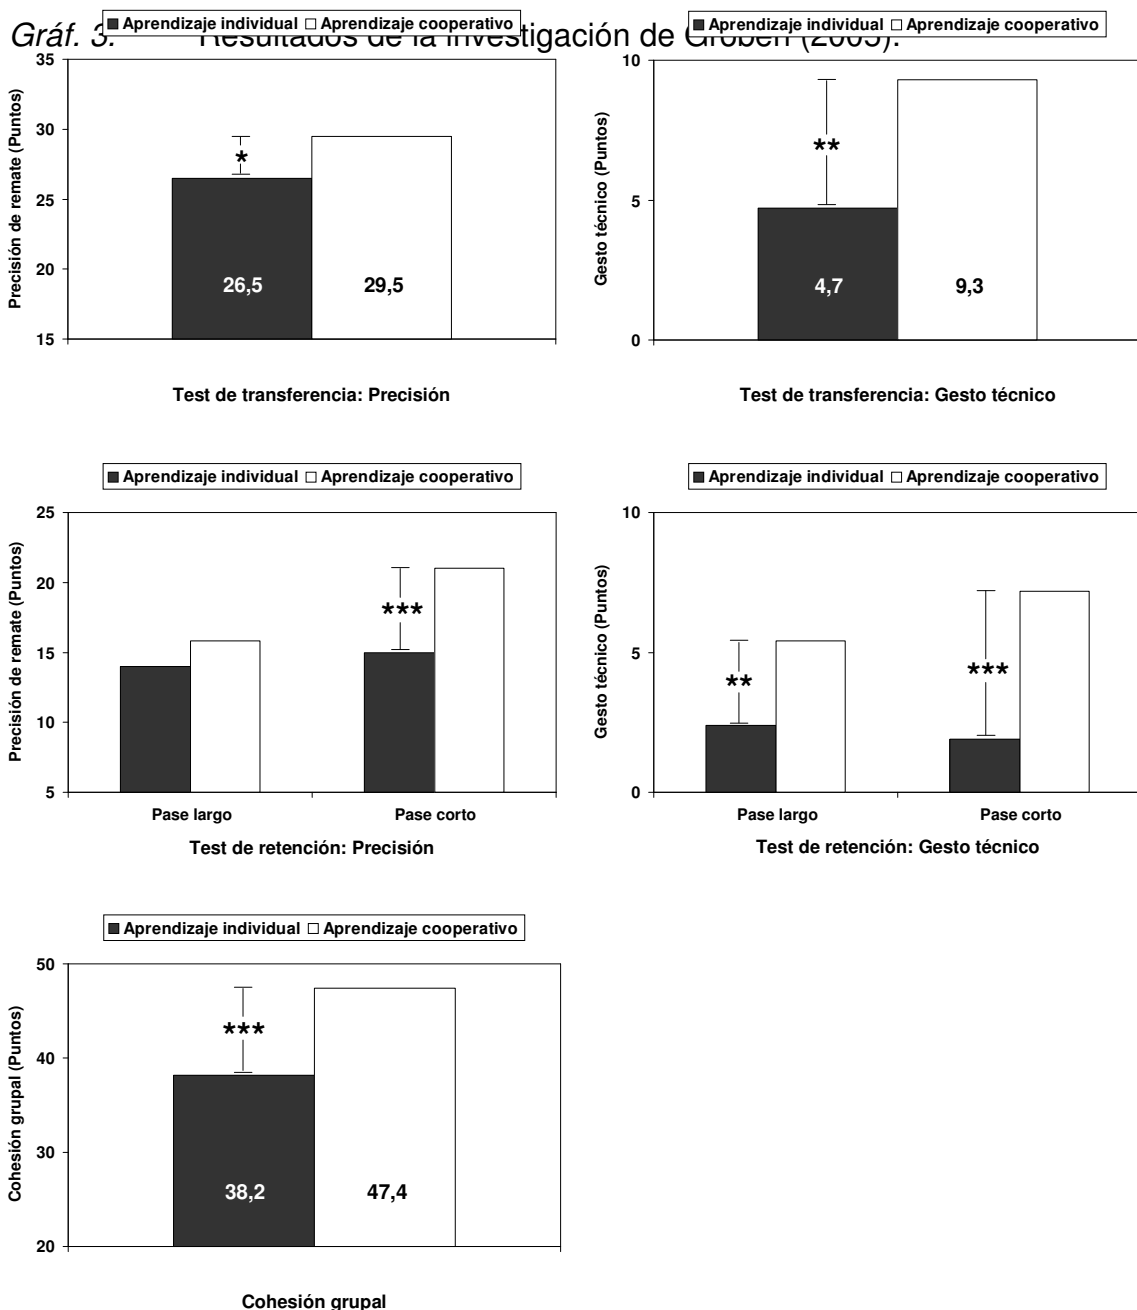 Gráf. 3. Resultados de la investigación de Gröben (2005).
Aprendizaje individual Aprendizaje cooperativo
Precisión de remate (Puntos)
35
30
25
20
15
*
26,5 29,5
Test de transferencia: Precisión
Aprendizaje individual Aprendizaje cooperativo
Gesto técnico (Puntos)
10
5
0
**
4,7 9,3
Test de transferencia: Gesto técnico
Aprendizaje individual Aprendizaje cooperativo
Precisión de remate (Puntos)
25
20
15
10
5
***
Pase largo Pase corto
Test de retención: Precisión
Aprendizaje individual Aprendizaje cooperativo
Gesto técnico (Puntos)
10
5
0
** ***
Pase largo Pase corto
Test de retención: Gesto técnico
Aprendizaje individual Aprendizaje cooperativo
Cohesión grupal (Puntos)
50
40
30
20
***
38,2 47,4
Cohesión grupal